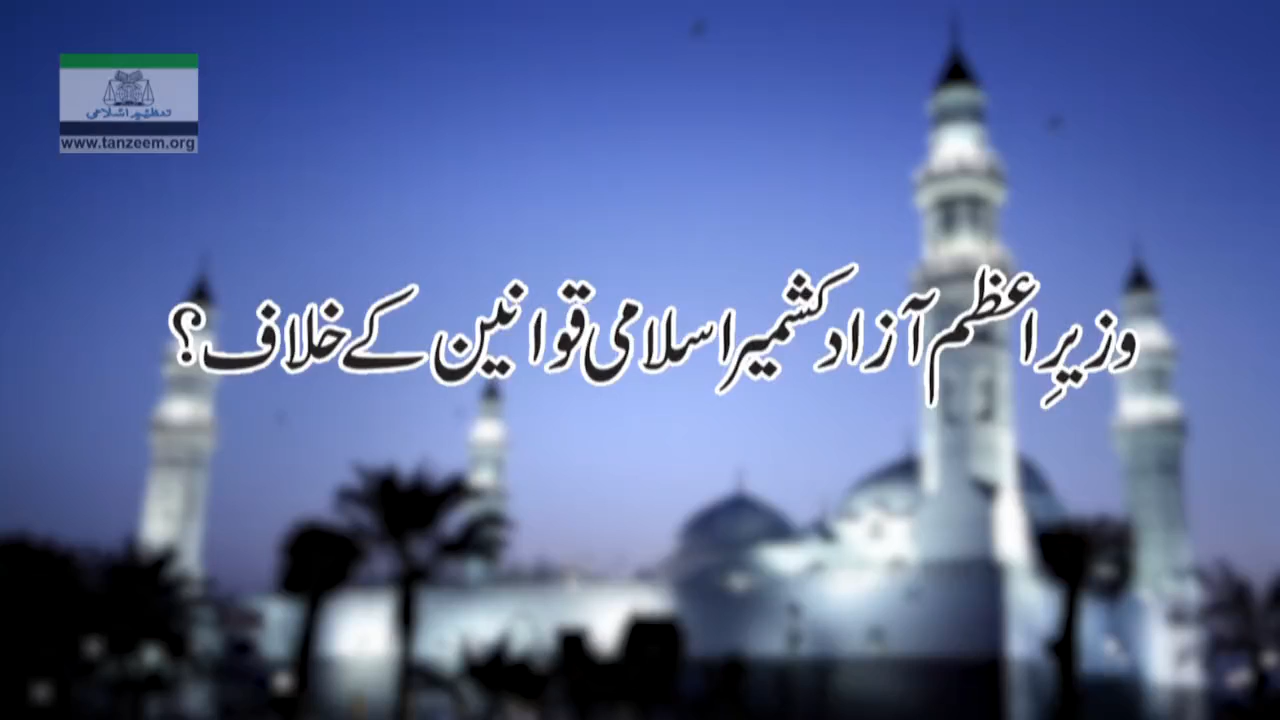 تنظیمِ اسلامی
www.tanzeem.org
وزیرِ اعظم آزاد کشمیر اسلامی قوانین کے خلاف؟